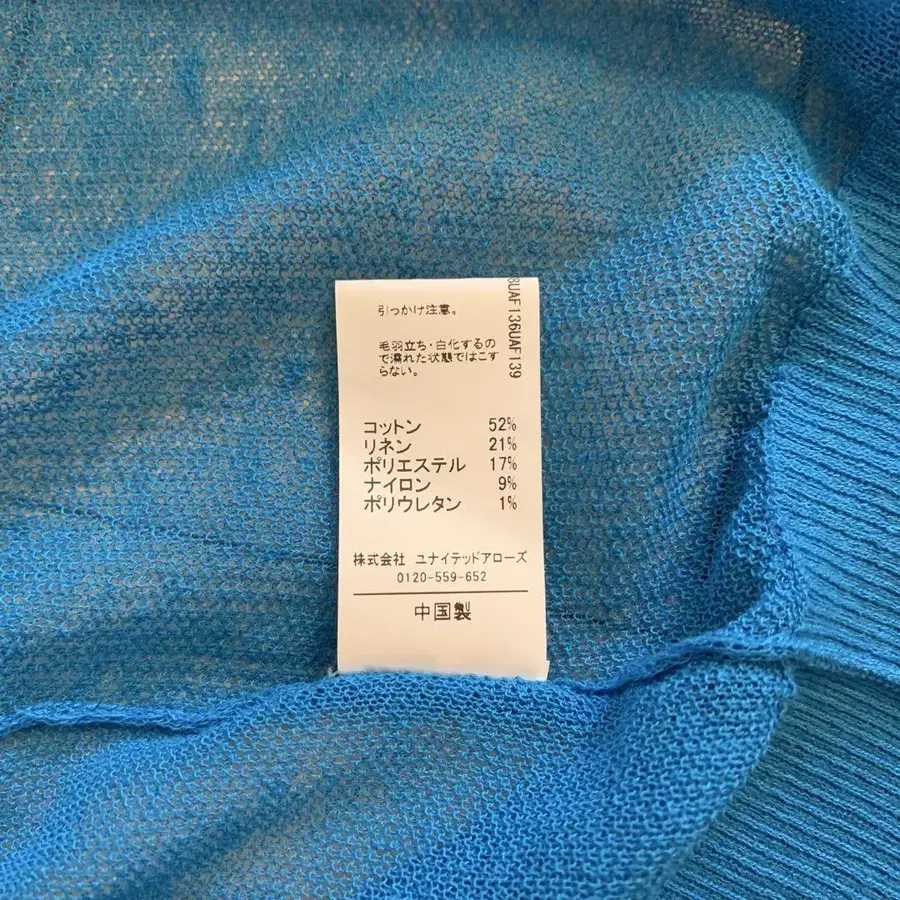 引っかけ注意。
毛羽立ち・白化するの
で濡れた状態ではこす
らない。
コットン 52%
リネン 21%
ポリエステル 17%
ナイロン 9%
ポリウレタン 1%
株式会社 ユナイテッドアローズ
0120-559-652
中国製
UAF136UAF139